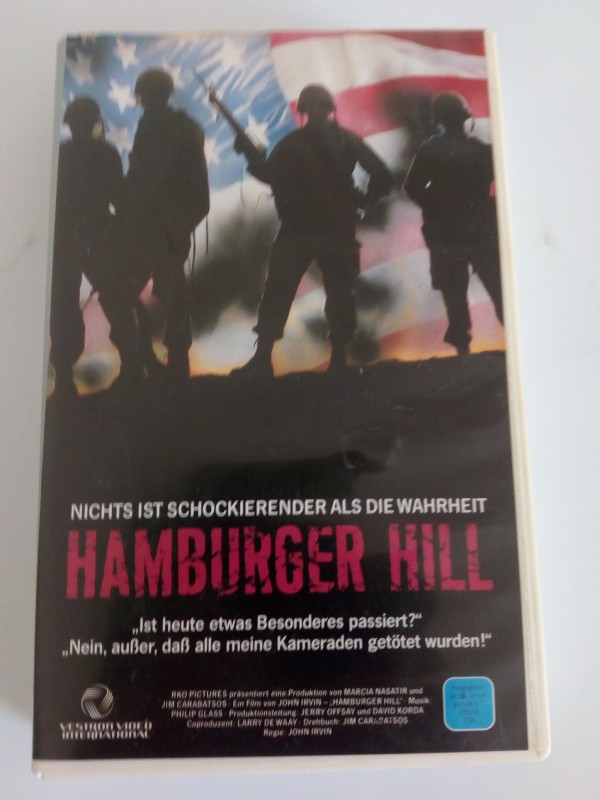 NICHTS IST SCHOCKIERENDER ALS DIE WAHRHEIT
HAMBURGER HILL
„Ist heute etwas Besonderes passiert?“
„Nein, außer, daß alle meine Kameraden getötet wurden!“
RKO PICTURES präsentiert eine Produktion von MARCIA NASATIR und
JIM CARABATSOS · Ein Film von JOHN IRVIN – „HAMBURGER HILL“ · Musik:
PHILIP GLASS · Produktionsleitung: JERRY OFFSAY und DAVID KORDA
Coproduzent: LARRY DE WAAY · Drehbuch: JIM CARABATSOS
Regie: JOHN IRVIN
VESTRON VIDEO
INTERNATIONAL